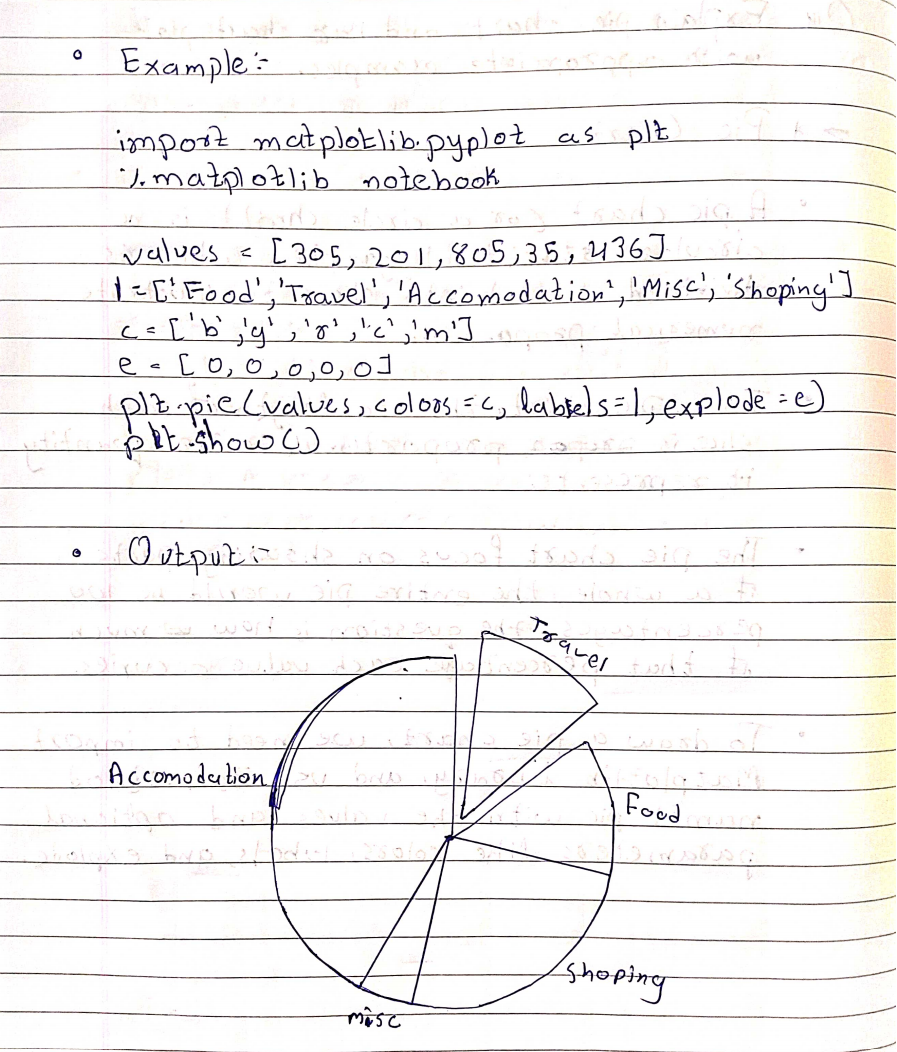 Example:-
import matplotlib.pyplot as plt
%matplotlib notebook
values = [305, 201, 805, 35, 436]
l = ['Food', 'Travel', 'Accomodation', 'Misc', 'Shoping']
c = ['b', 'g', 'r', 'c', 'm']
e = [0, 0, 0, 0, 0]
plt.pie(values, colors = c, labels = l, explode = e)
plt.show()
Output:-
Travel
Accomodation
Food
Shoping
misc